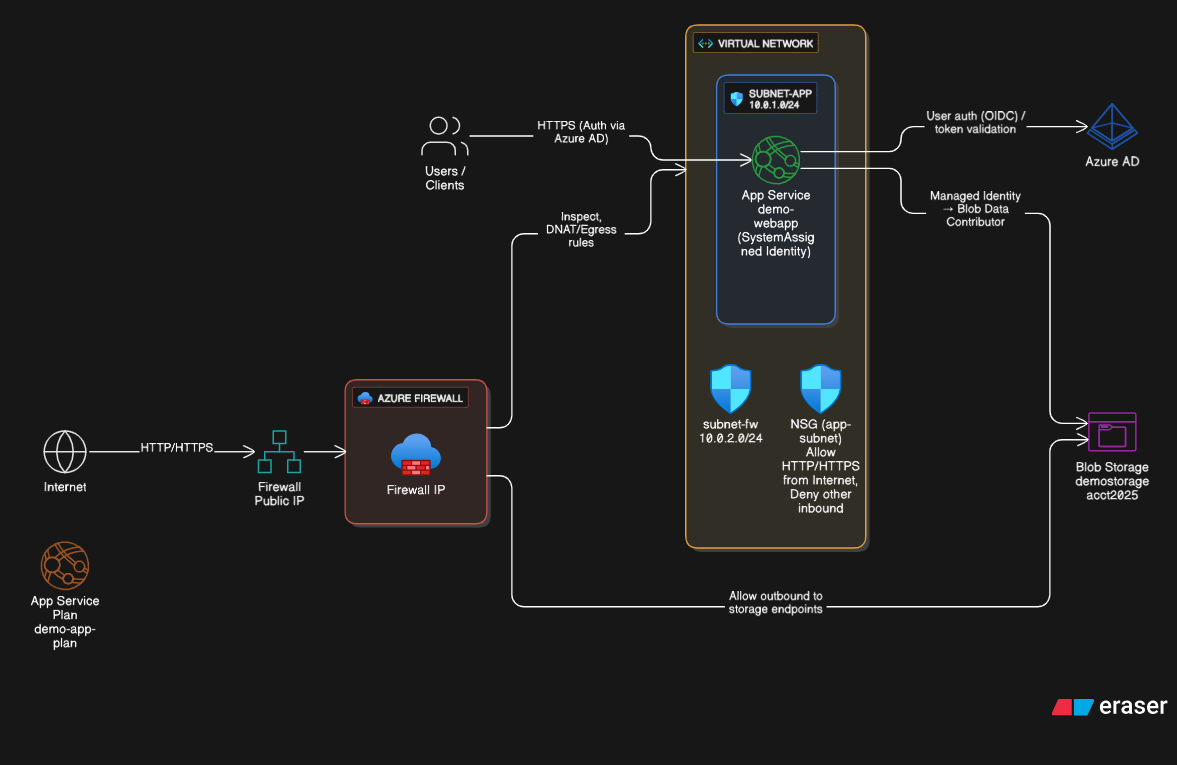 VIRTUAL NETWORK
SUBNET-APP
10.0.1.0/24
App Service
demo-
webapp
(SystemAssig
ned Identity)
HTTPS (Auth via
Azure AD)
Users /
Clients
User auth (OIDC) /
token validation
Azure AD
Managed Identity
→ Blob Data
Contributor
Inspect,
DNAT/Egress
rules
AZURE FIREWALL
Firewall IP
HTTP/HTTPS
Internet
Firewall
Public IP
subnet-fw
10.0.2.0/24
NSG (app-
subnet)
Allow
HTTP/HTTPS
from Internet,
Deny other
inbound
Blob Storage
demostorage
acct2025
App Service
Plan
demo-app-
plan
Allow outbound to
storage endpoints
eraser